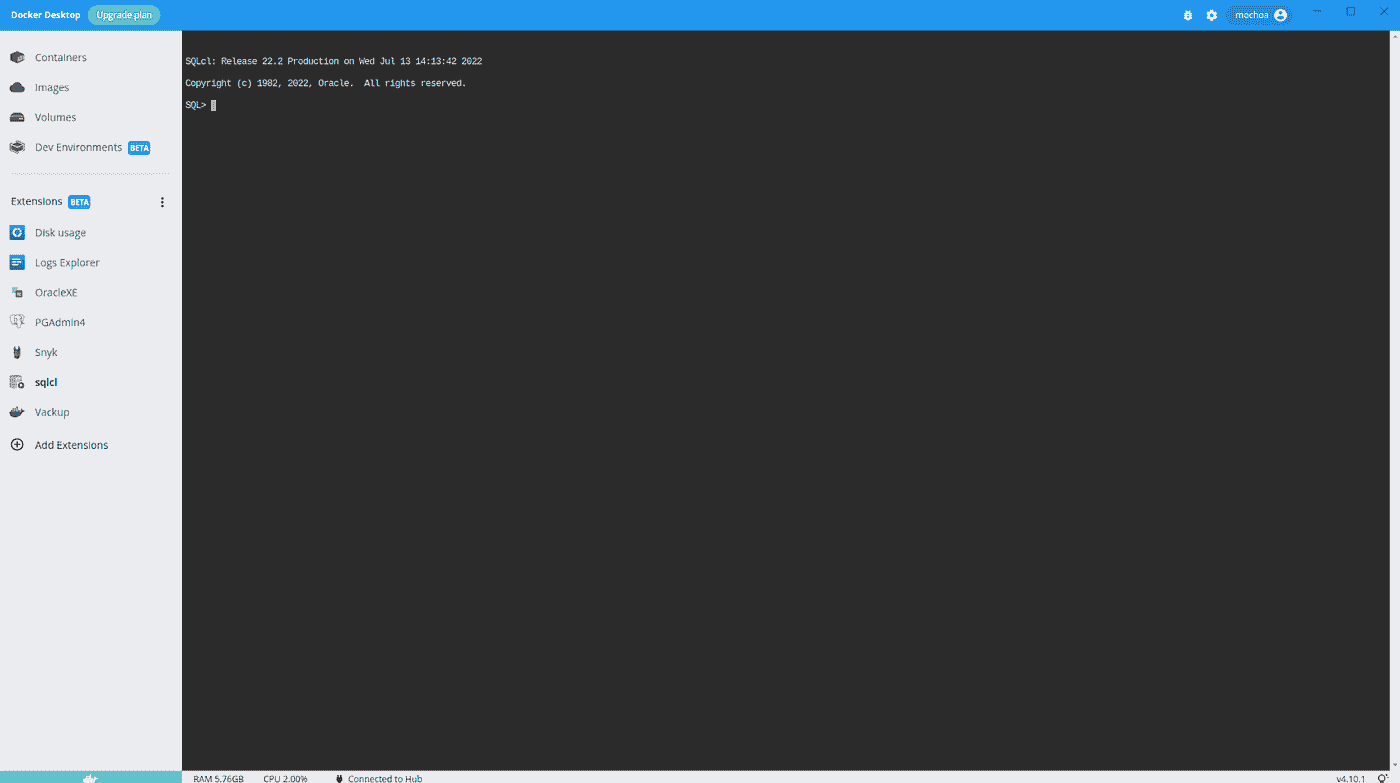 Docker Desktop Upgrade plan mochoa
Containers
Images
Volumes
Dev Environments BETA
Extensions BETA
Disk usage
Logs Explorer
OracleXE
PGAdmin4
Snyk
sqlcl
Vackup
Add Extensions
SQLcl: Release 22.2 Production on Wed Jul 13 14:13:42 2022
Copyright (c) 1982, 2022, Oracle.  All rights reserved.
SQL>
RAM 5.76GB CPU 2.00% Connected to Hub v4.10.1